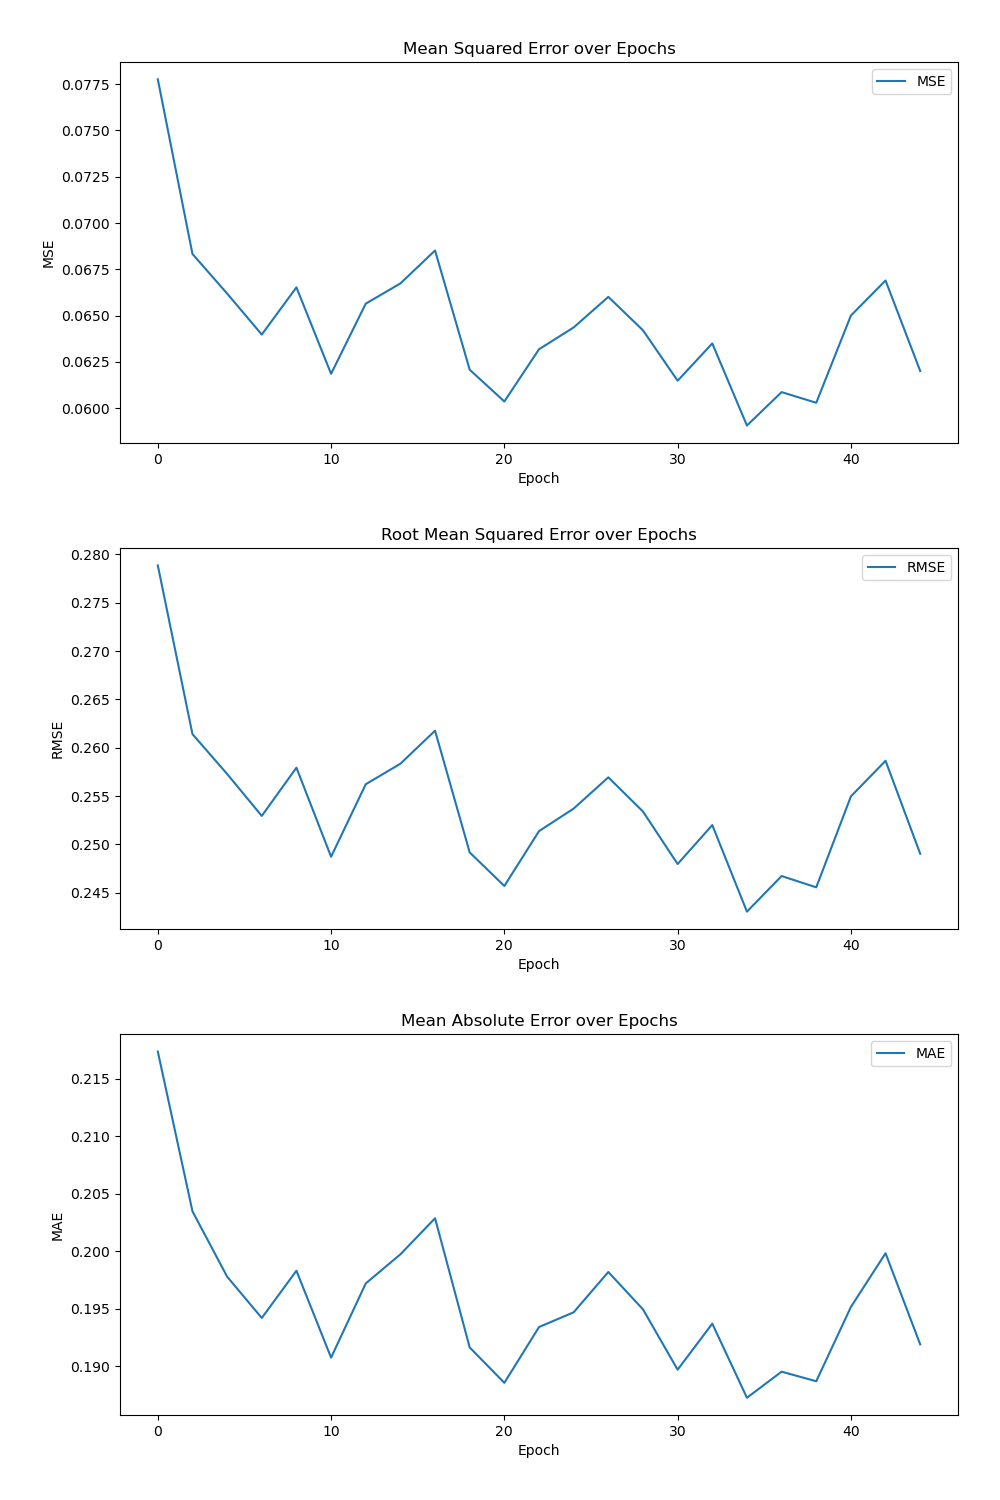 Mean Squared Error over Epochs
MSE
0.0775
0.0750
0.0725
0.0700
0.0675
0.0650
0.0625
0.0600
MSE
0 10 20 30 40
Epoch
Root Mean Squared Error over Epochs
RMSE
0.280
0.275
0.270
0.265
0.260
0.255
0.250
0.245
RMSE
0 10 20 30 40
Epoch
Mean Absolute Error over Epochs
MAE
0.215
0.210
0.205
0.200
0.195
0.190
MAE
0 10 20 30 40
Epoch